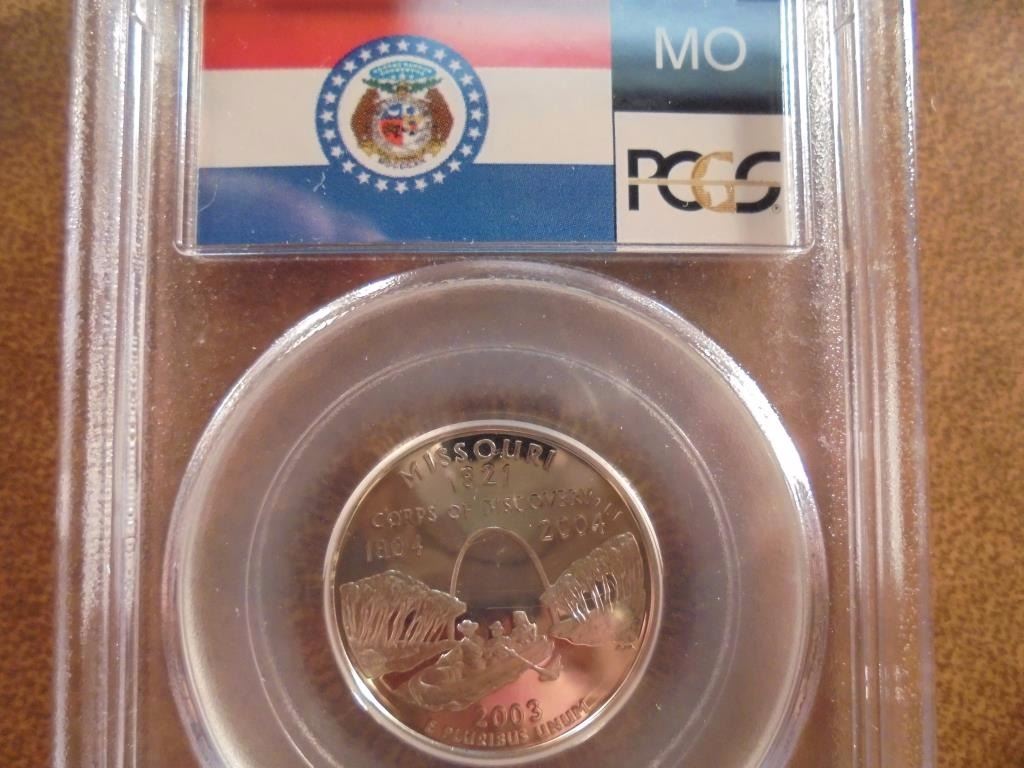 MO
PCGS
MISSOURI
1821
CORPS OF DISCOVERY
1804 2004
2003
E PLURIBUS UNUM